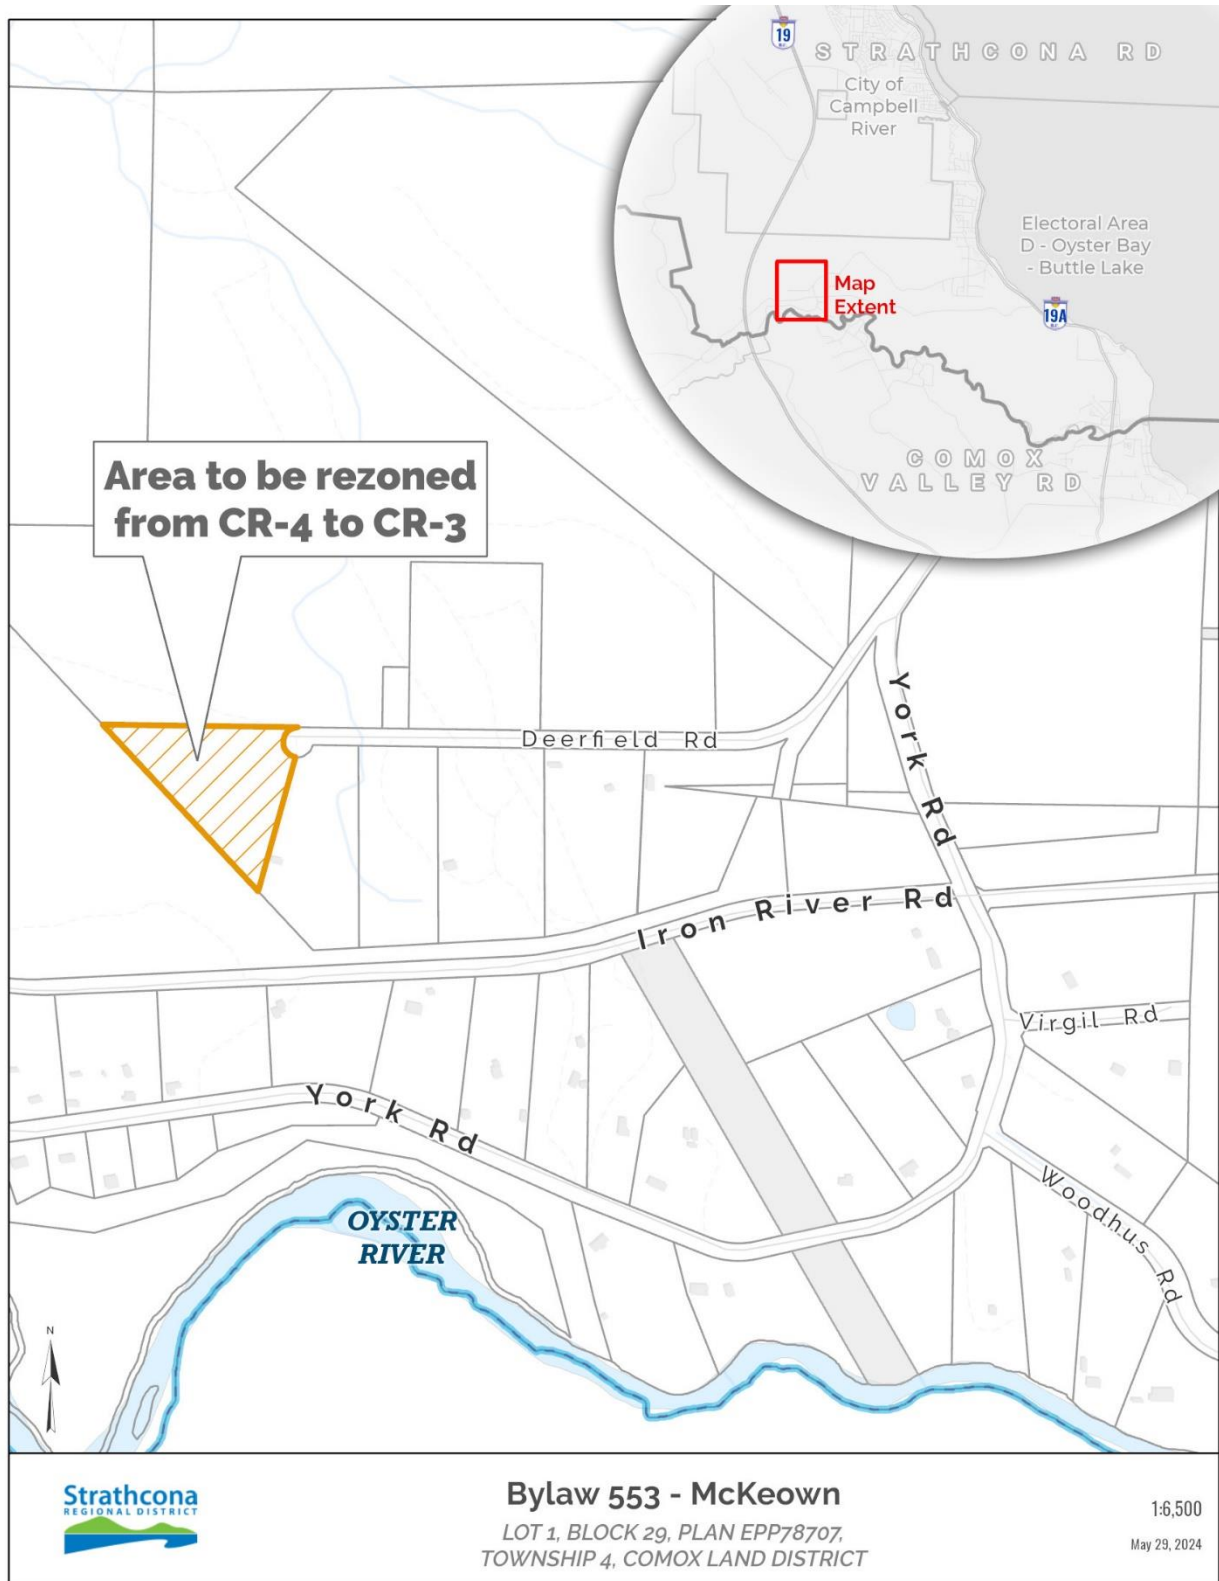 19
STRATHCONA RD
City of
Campbell
River
Electoral Area
D - Oyster Bay
- Buttle Lake
Map
Extent
19A
COMOX
VALLEY RD
Area to be rezoned
from CR-4 to CR-3
Deerfield Rd
York Rd
Iron River Rd
Virgil Rd
York Rd
Woodhus Rd
OYSTER
RIVER
N
Strathcona
REGIONAL DISTRICT
Bylaw 553 - McKeown
LOT 1, BLOCK 29, PLAN EPP78707,
TOWNSHIP 4, COMOX LAND DISTRICT
1:6,500
May 29, 2024